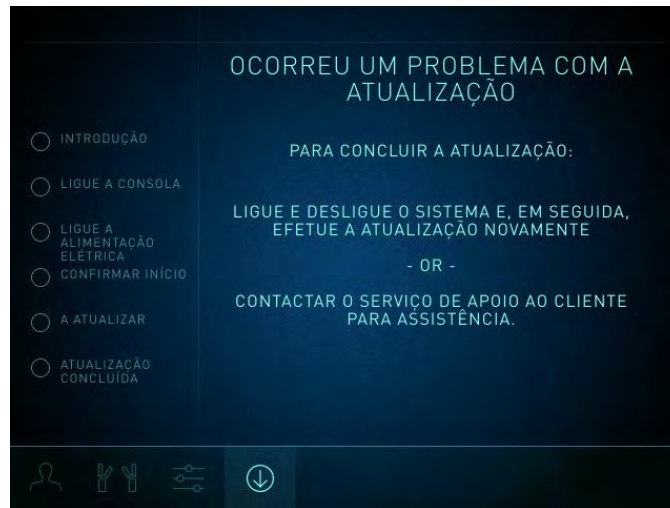 OCORREU UM PROBLEMA COM A
ATUALIZAÇÃO
INTRODUÇÃO
LIGUE A CONSOLA
LIGUE A
ALIMENTAÇÃO
ELÉTRICA
CONFIRMAR INÍCIO
A ATUALIZAR
ATUALIZAÇÃO
CONCLUÍDA
PARA CONCLUIR A ATUALIZAÇÃO:
LIGUE E DESLIGUE O SISTEMA E, EM SEGUIDA,
EFETUE A ATUALIZAÇÃO NOVAMENTE
- OR -
CONTACTAR O SERVIÇO DE APOIO AO CLIENTE
PARA ASSISTÊNCIA.